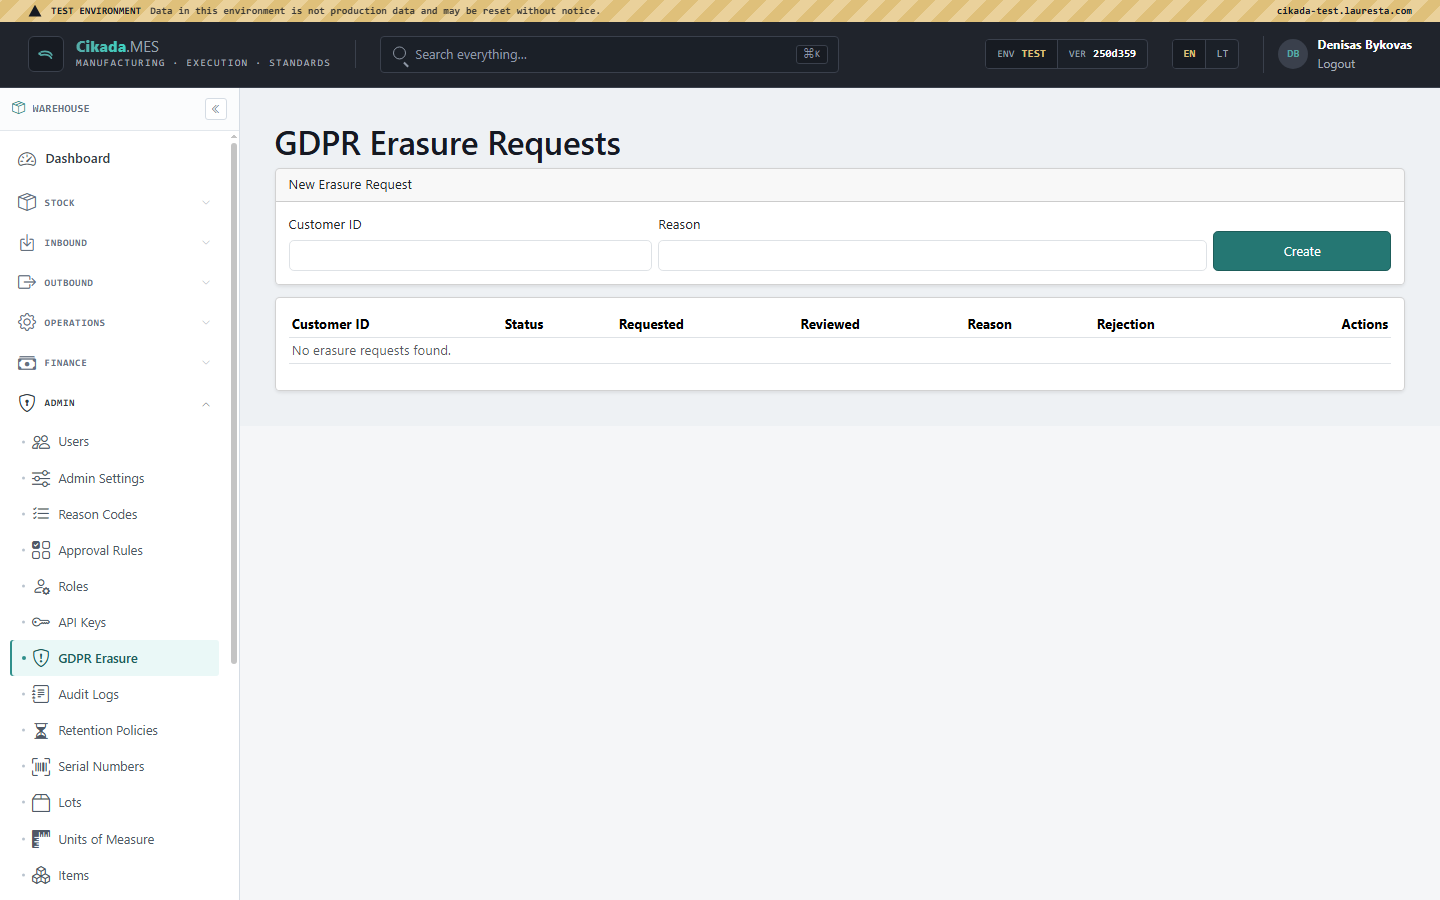 TEST ENVIRONMENT Data in this environment is not production data and may be reset without notice.
cikada-test.lauresta.com
Cikada.MES
MANUFACTURING · EXECUTION · STANDARDS
Search everything...
⌘K
ENV TEST
VER 250d359
EN
LT
DB
Denisas Bykovas
Logout
WAREHOUSE
Dashboard
STOCK
INBOUND
OUTBOUND
OPERATIONS
FINANCE
ADMIN
Users
Admin Settings
Reason Codes
Approval Rules
Roles
API Keys
GDPR Erasure
Audit Logs
Retention Policies
Serial Numbers
Lots
Units of Measure
Items
GDPR Erasure Requests
New Erasure Request
Customer ID
Reason
Create
Customer ID Status Requested Reviewed Reason Rejection Actions
No erasure requests found.